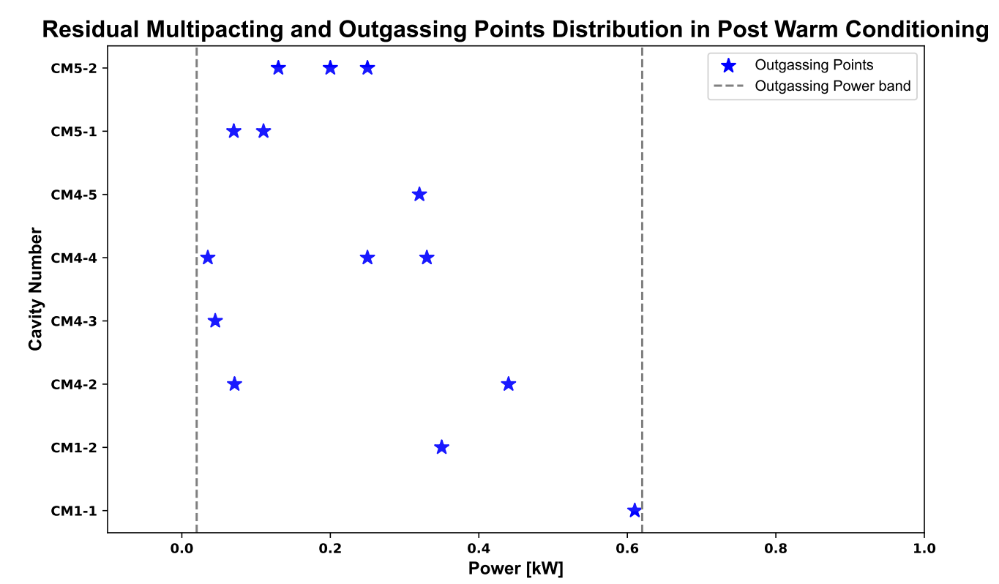 Residual Multipacting and Outgassing Points Distribution in Post Warm Conditioning
Outgassing Points
Outgassing Power band
CM5-2
CM5-1
CM4-5
CM4-4
CM4-3
CM4-2
CM1-2
CM1-1
Cavity Number
0.0 0.2 0.4 0.6 0.8 1.0
Power [kW]